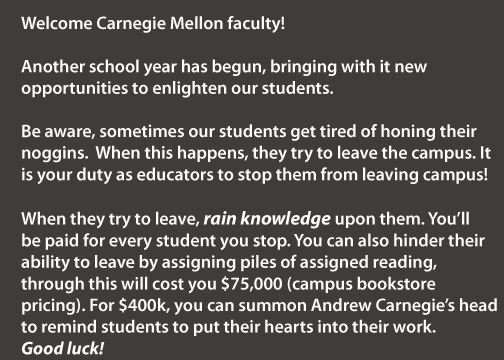 Welcome Carnegie Mellon faculty!
Another school year has begun, bringing with it new
opportunities to enlighten our students.
Be aware, sometimes our students get tired of honing their
noggins.  When this happens, they try to leave the campus. It
is your duty as educators to stop them from leaving campus!
When they try to leave, rain knowledge upon them. You'll
be paid for every student you stop. You can also hinder their
ability to leave by assigning piles of assigned reading,
through this will cost you $75,000 (campus bookstore
pricing). For $400k, you can summon Andrew Carnegie's head
to remind students to put their hearts into their work.
Good luck!